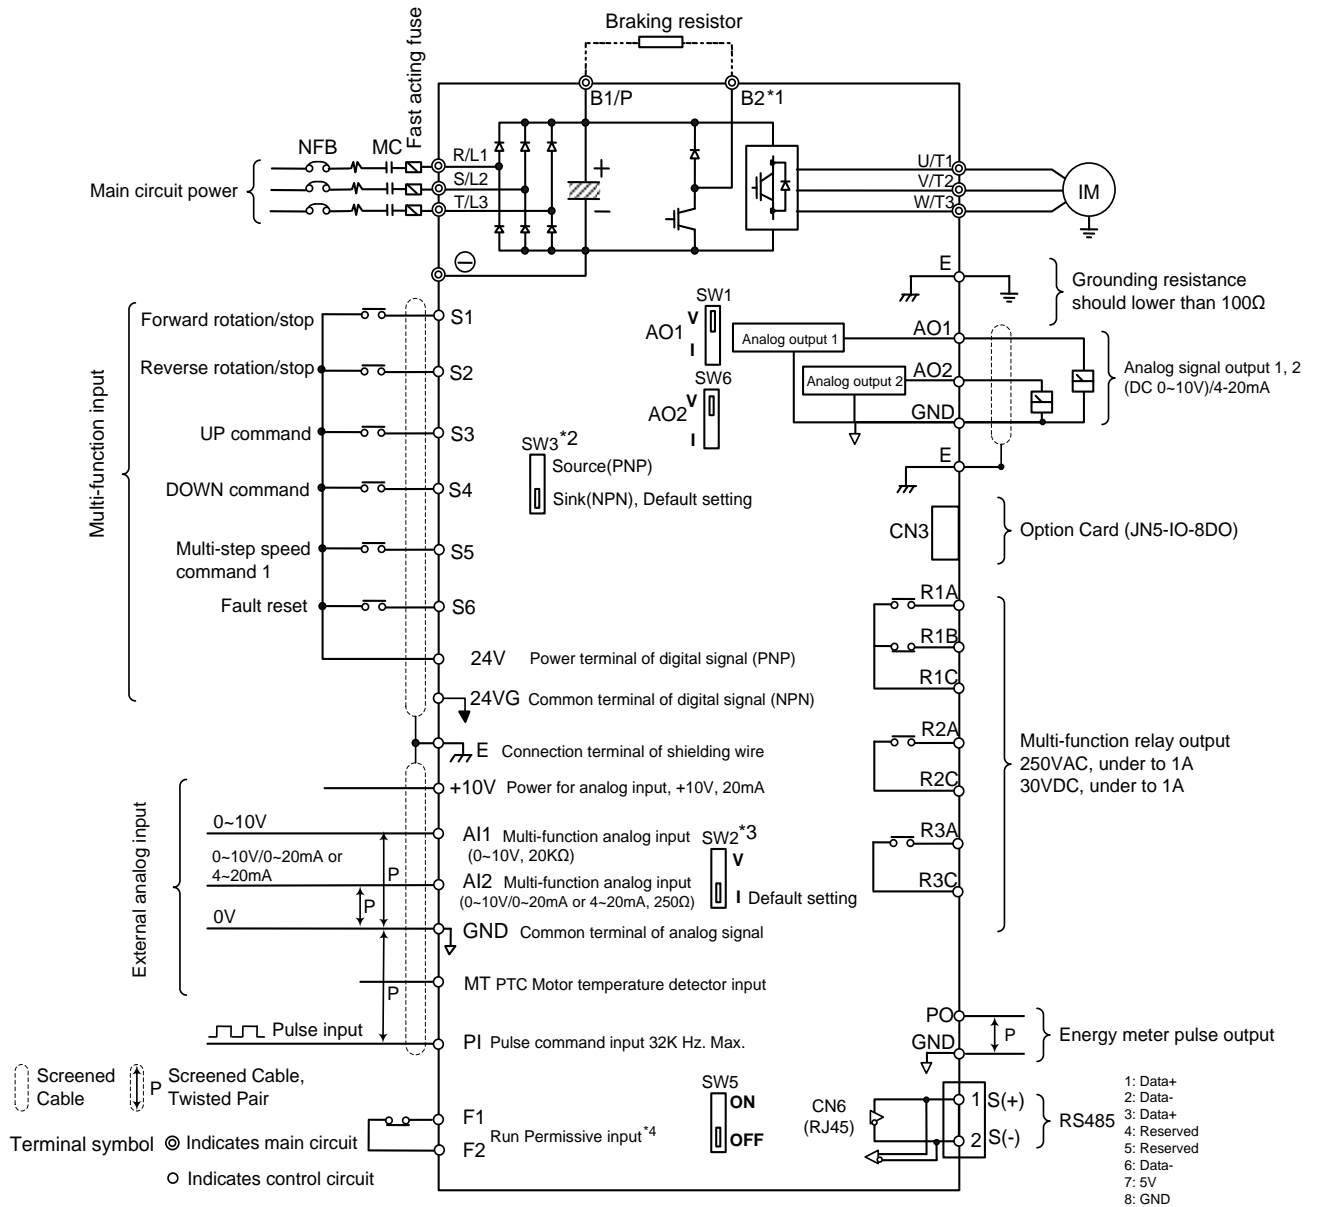 Braking resistor
Fast acting fuse
B1/P
B2*1
NFB
MC
R/L1
S/L2
T/L3
Main circuit power
+
−
U/T1
V/T2
W/T3
IM
E
Grounding resistance
should lower than 100Ω
Multi-function input
Forward rotation/stop
S1
Reverse rotation/stop
S2
UP command
S3
DOWN command
S4
Multi-step speed
command 1
S5
Fault reset
S6
24V
Power terminal of digital signal (PNP)
24VG
Common terminal of digital signal (NPN)
E
Connection terminal of shielding wire
SW1
AO1
V
I
SW6
AO2
V
I
SW3*2
Source(PNP)
Sink(NPN), Default setting
Analog output 1
Analog output 2
AO1
AO2
GND
E
Analog signal output 1, 2
(DC 0~10V)/4-20mA
CN3
Option Card (JN5-IO-8DO)
R1A
R1B
R1C
R2A
R2C
R3A
R3C
Multi-function relay output
250VAC, under to 1A
30VDC, under to 1A
External analog input
+10V
Power for analog input, +10V, 20mA
0~10V
AI1
Multi-function analog input
(0~10V, 20KΩ)
0~10V/0~20mA or
4~20mA
P
AI2
Multi-function analog input
(0~10V/0~20mA or 4~20mA, 250Ω)
SW2*3
V
I
Default setting
P
0V
GND
Common terminal of analog signal
MT
PTC Motor temperature detector input
P
Pulse input
PI
Pulse command input 32K Hz. Max.
PO
GND
P
Energy meter pulse output
Screened
Cable
P
Screened Cable,
Twisted Pair
Terminal symbol
Indicates main circuit
Indicates control circuit
F1
F2
Run Permissive input*4
SW5
ON
OFF
CN6
(RJ45)
1
S(+)
2
S(-)
RS485
1: Data+
2: Data-
3: Data+
4: Reserved
5: Reserved
6: Data-
7: 5V
8: GND